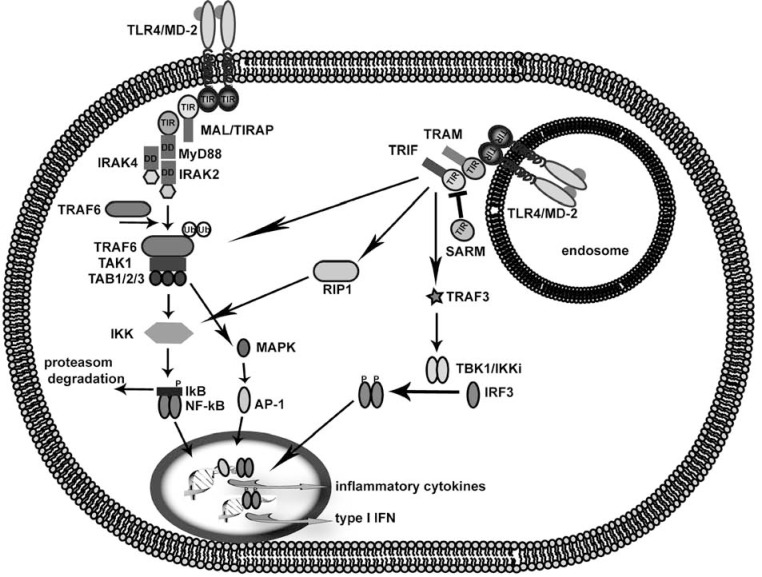 TLR4/MD-2
TIR
TIR
TIR
TIR
MAL/TIRAP
DD
MyD88
DD
IRAK4
DD
IRAK2
TRAF6
Ub
Ub
TRAF6
TAK1
TAB1/2/3
IKK
proteasom
degradation
P
IkB
NF-kB
MAPK
AP-1
RIP1
TRAM
TRIF
TIR
TIR
TIR
TIR
TIR
SARM
TLR4/MD-2
endosome
TRAF3
TBK1/IKKi
P
P
IRF3
P
P
inflammatory cytokines
type I IFN